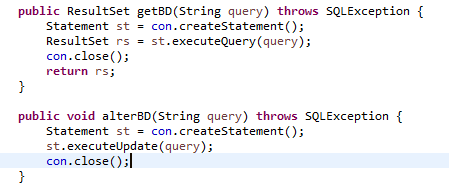 public ResultSet getBD(String query) throws SQLException {
Statement st = con.createStatement();
ResultSet rs = st.executeQuery(query);
con.close();
return rs;
}
public void alterBD(String query) throws SQLException {
Statement st = con.createStatement();
st.executeUpdate(query);
con.close();
}